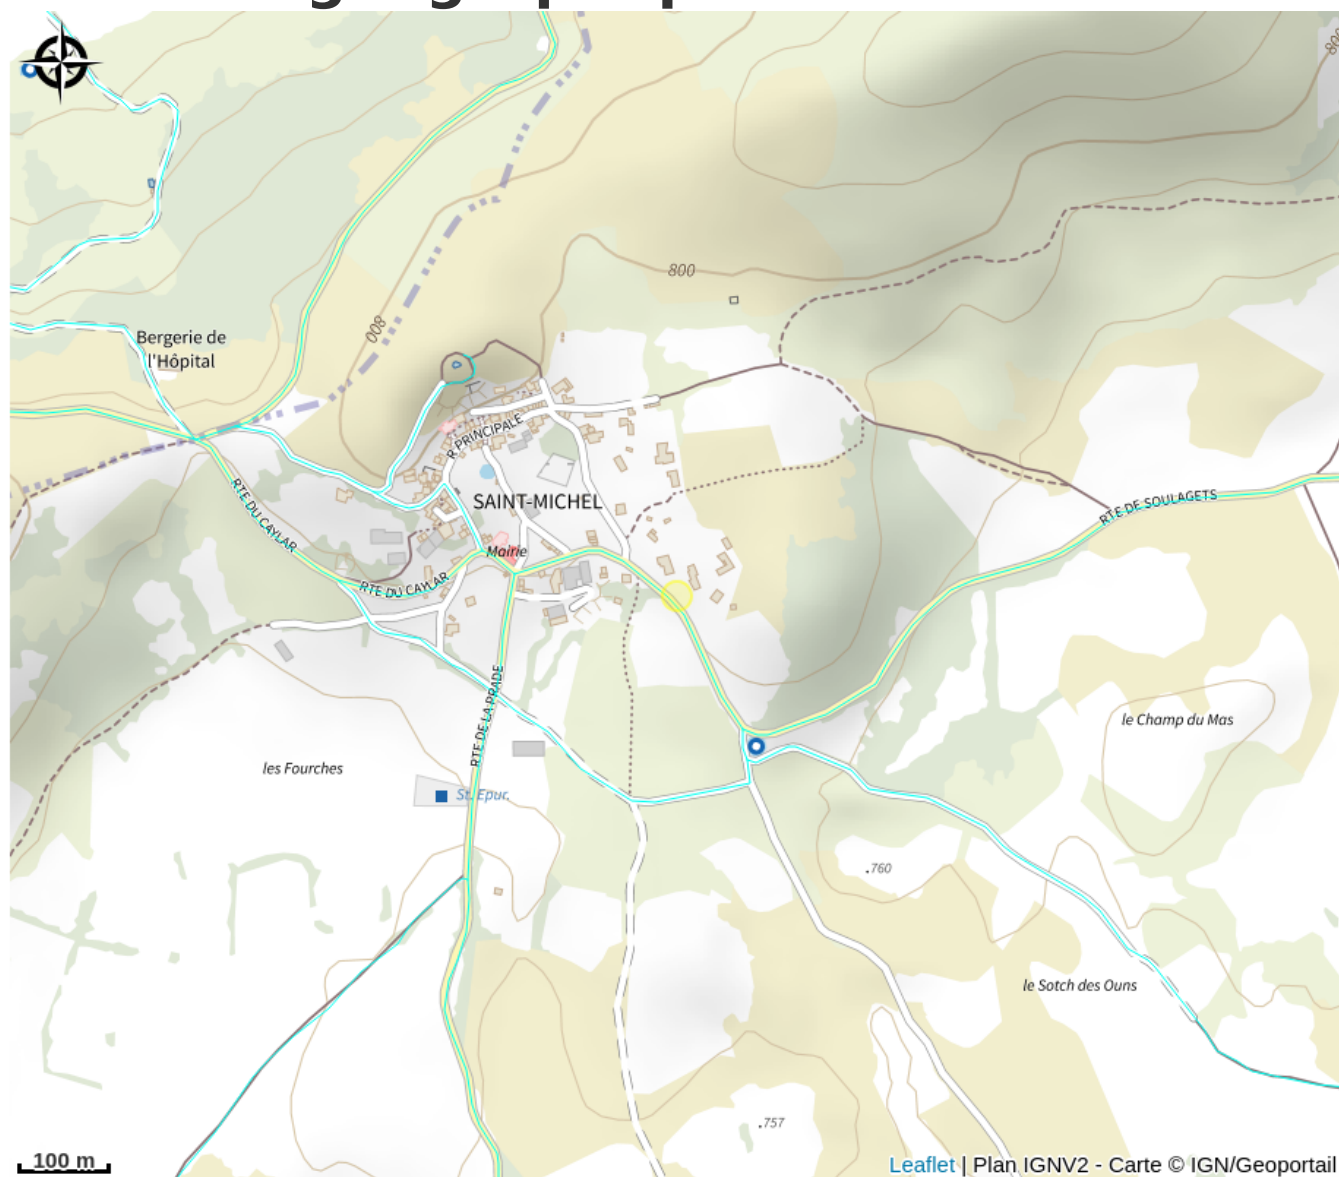 800
800
Bergerie de
l'Hôpital
800
R PRINCIPALE
SAINT-MICHEL
RTE DU CAYLAR
RTE DE SOULAGETS
Mairie
RTE DU CAYLAR
RTE DE LA PRADE
le Champ du Mas
les Fourches
St. Epur.
.760
le Sotch des Ouns
.757
100 m
Leaflet | Plan IGNV2 - Carte © IGN/Geoportail